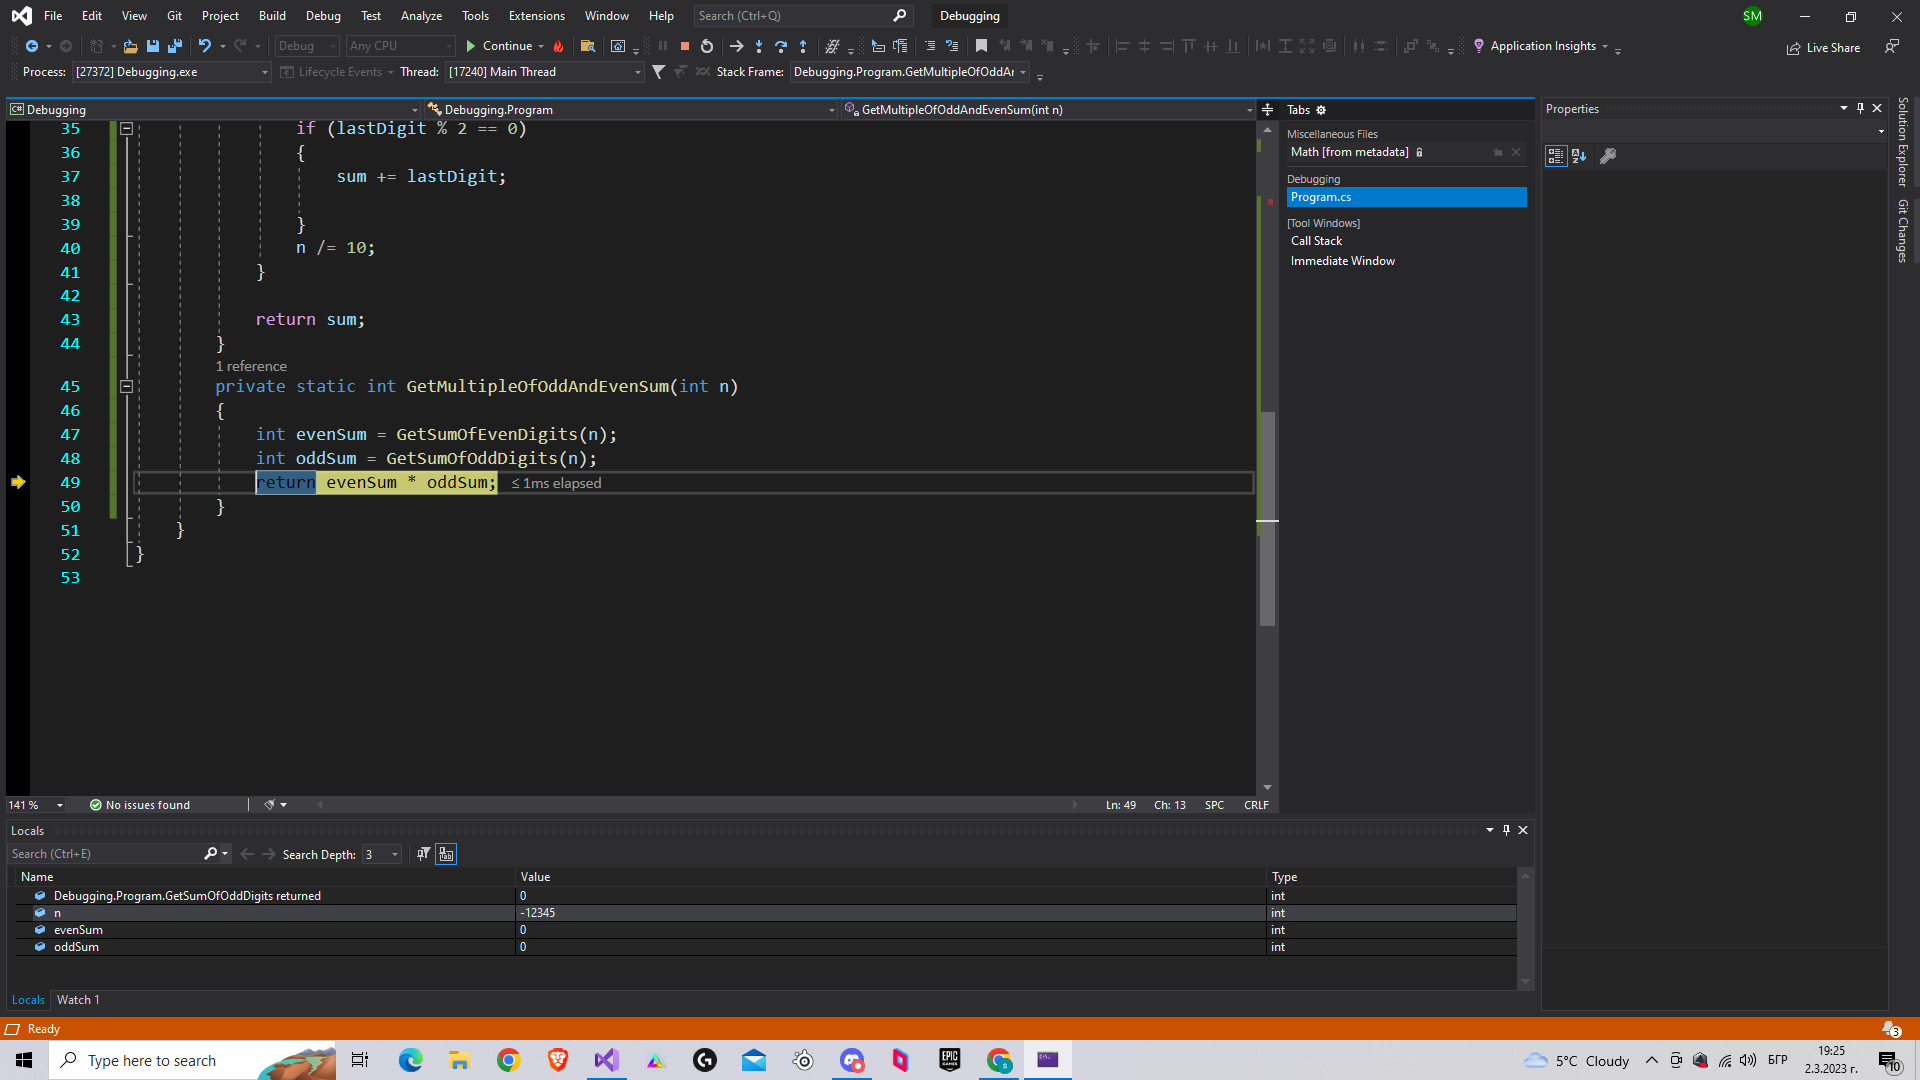 File Edit View Git Project Build Debug Test Analyze Tools Extensions Window Help Search (Ctrl+Q) Debugging SM
Debug Any CPU Continue Application Insights Live Share
Process: [27372] Debugging.exe Lifecycle Events Thread: [17240] Main Thread Stack Frame: Debugging.Program.GetMultipleOfOddAr
C# Debugging Debugging.Program GetMultipleOfOddAndEvenSum(int n)
35 if (lastDigit % 2 == 0)
36 {
37 sum += lastDigit;
38
39 }
40 n /= 10;
41 }
42
43 return sum;
44 }
1 reference
45 private static int GetMultipleOfOddAndEvenSum(int n)
46 {
47 int evenSum = GetSumOfEvenDigits(n);
48 int oddSum = GetSumOfOddDigits(n);
49 return evenSum * oddSum; ≤ 1ms elapsed
50 }
51 }
52 }
53
141 % No issues found Ln: 49 Ch: 13 SPC CRLF
Tabs
Miscellaneous Files
Math [from metadata]
Debugging
Program.cs
[Tool Windows]
Call Stack
Immediate Window
Properties
Solution Explorer
Git Changes
Locals
Search (Ctrl+E) Search Depth: 3
Name Value Type
Debugging.Program.GetSumOfOddDigits returned 0 int
n -12345 int
evenSum 0 int
oddSum 0 int
Locals Watch 1
Ready 3
Type here to search EPIC GAMES 5°C Cloudy БГР 19:25
2.3.2023 г. 10